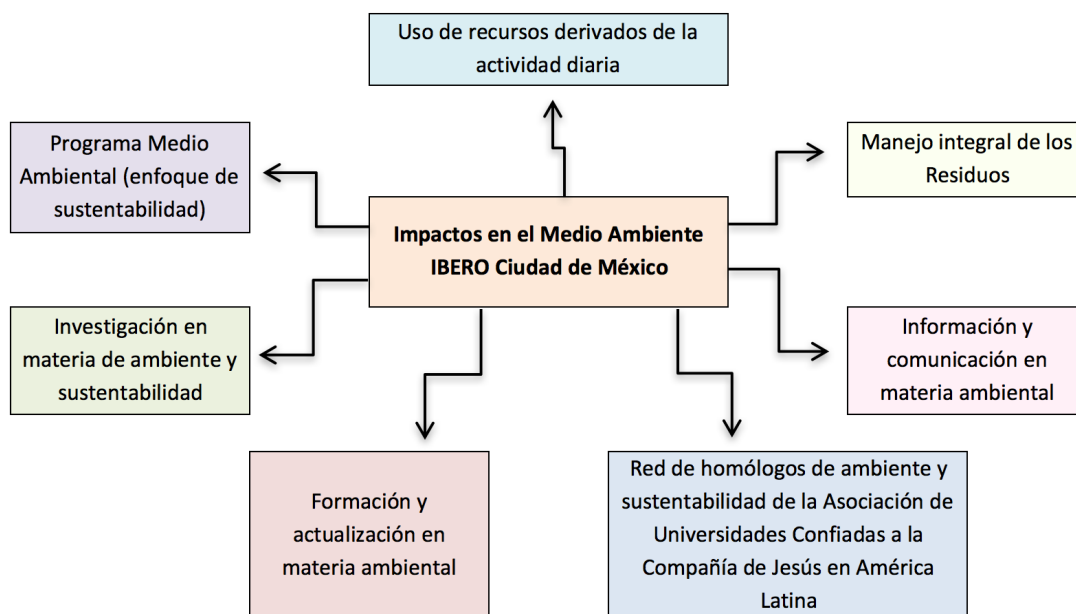 Uso de recursos derivados de la
actividad diaria
Programa Medio
Ambiental (enfoque de
sustentabilidad)
Manejo integral de los
Residuos
Impactos en el Medio Ambiente
IBERO Ciudad de México
Investigación en
materia de ambiente y
sustentabilidad
Información y
comunicación en
materia ambiental
Formación y
actualización en
materia ambiental
Red de homólogos de ambiente y
sustentabilidad de la Asociación de
Universidades Confiadas a la
Compañía de Jesús en América
Latina